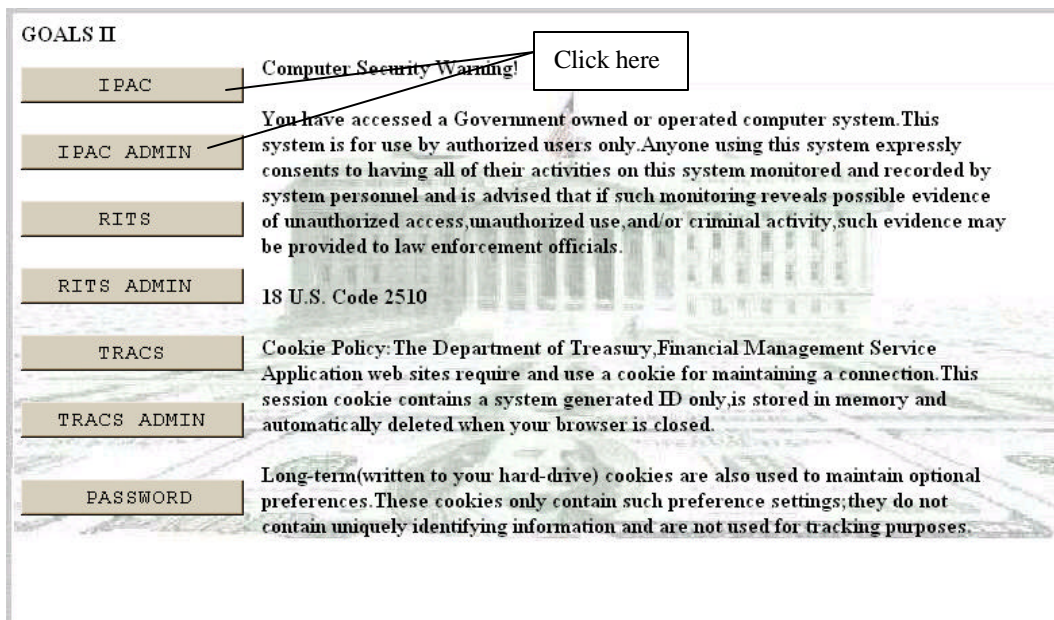 GOALS II
IPAC
IPAC ADMIN
RITS
RITS ADMIN
TRACS
TRACS ADMIN
PASSWORD
Click here
Computer Security Warning!
You have accessed a Government owned or operated computer system.This
system is for use by authorized users only.Anyone using this system expressly
consents to having all of their activities on this system monitored and recorded by
system personnel and is advised that if such monitoring reveals possible evidence
of unauthorized access,unauthorized use,and/or criminal activity,such evidence may
be provided to law enforcement officials.
18 U.S. Code 2510
Cookie Policy:The Department of Treasury,Financial Management Service
Application web sites require and use a cookie for maintaining a connection.This
session cookie contains a system generated ID only,is stored in memory and
automatically deleted when your browser is closed.
Long-term(written to your hard-drive) cookies are also used to maintain optional
preferences.These cookies only contain such preference settings;they do not
contain uniquely identifying information and are not used for tracking purposes.